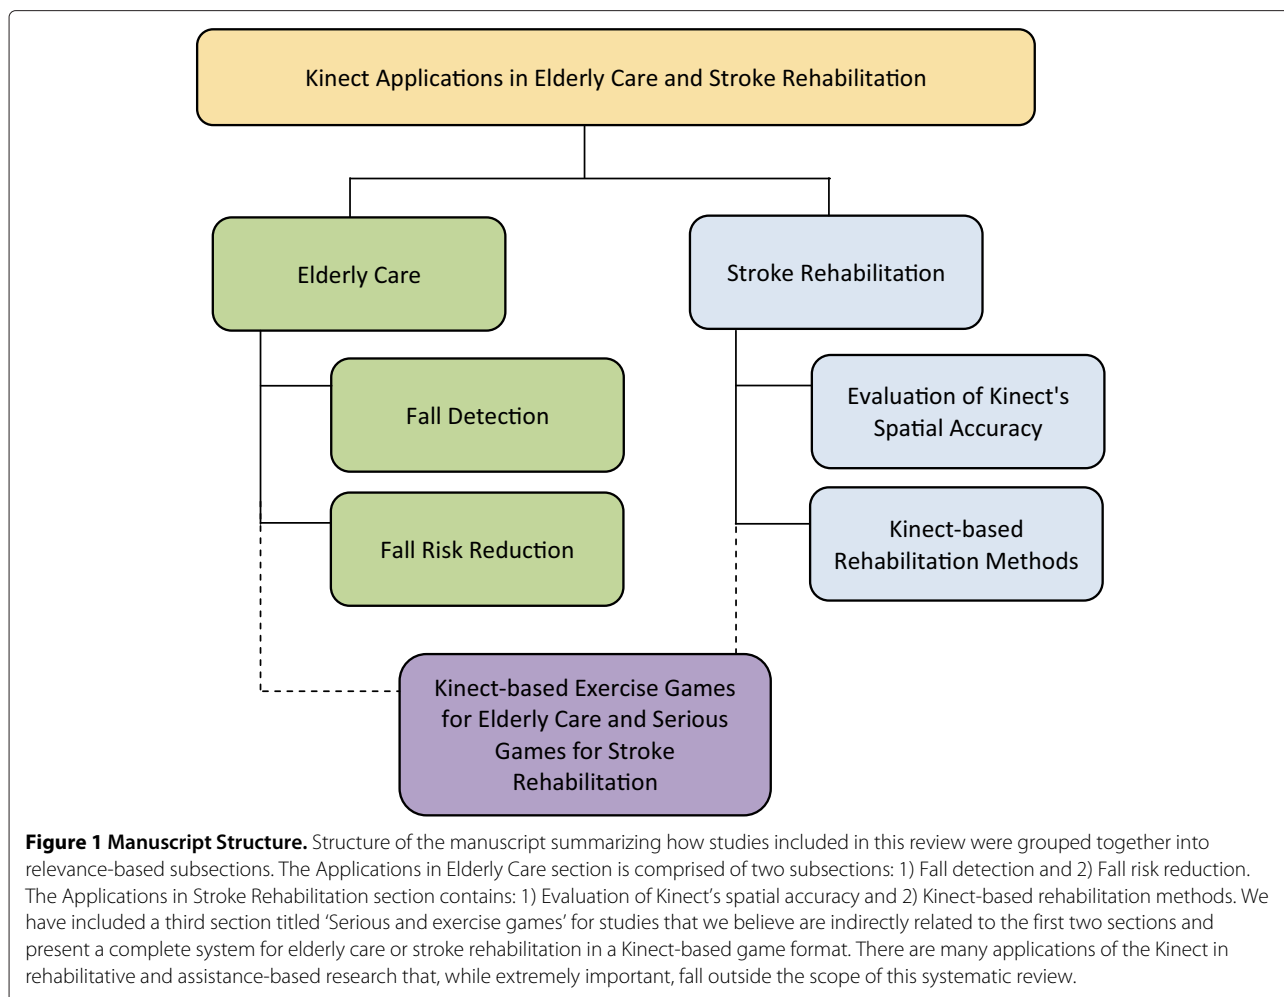 Kinect Applications in Elderly Care and Stroke Rehabilitation
Elderly Care
Stroke Rehabilitation
Fall Detection
Evaluation of Kinect's
Spatial Accuracy
Fall Risk Reduction
Kinect-based
Rehabilitation Methods
Kinect-based Exercise Games
for Elderly Care and Serious
Games for Stroke
Rehabilitation
Figure 1 Manuscript Structure. Structure of the manuscript summarizing how studies included in this review were grouped together into
relevance-based subsections. The Applications in Elderly Care section is comprised of two subsections: 1) Fall detection and 2) Fall risk reduction.
The Applications in Stroke Rehabilitation section contains: 1) Evaluation of Kinect’s spatial accuracy and 2) Kinect-based rehabilitation methods. We
have included a third section titled ‘Serious and exercise games’ for studies that we believe are indirectly related to the first two sections and
present a complete system for elderly care or stroke rehabilitation in a Kinect-based game format. There are many applications of the Kinect in
rehabilitative and assistance-based research that, while extremely important, fall outside the scope of this systematic review.